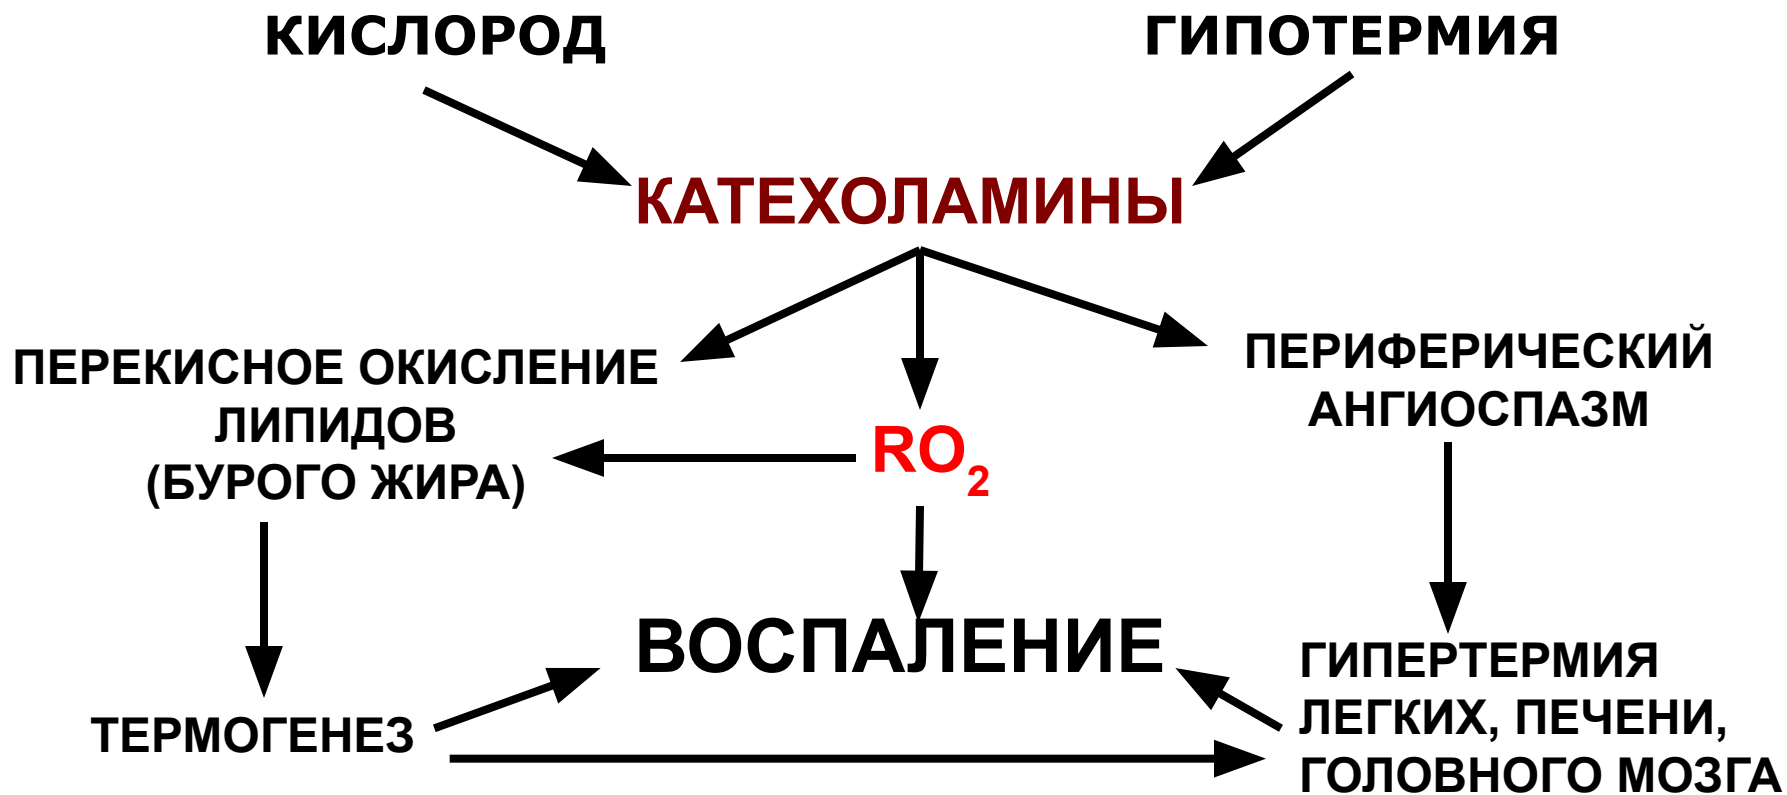 КИСЛОРОД
ГИПОТЕРМИЯ
КАТЕХОЛАМИНЫ
ПЕРЕКИСНОЕ ОКИСЛЕНИЕ
ЛИПИДОВ
(БУРОГО ЖИРА)
RO₂
ПЕРИФЕРИЧЕСКИЙ
АНГИОСПАЗМ
ВОСПАЛЕНИЕ
ТЕРМОГЕНЕЗ
ГИПЕРТЕРМИЯ
ЛЕГКИХ, ПЕЧЕНИ,
ГОЛОВНОГО МОЗГА